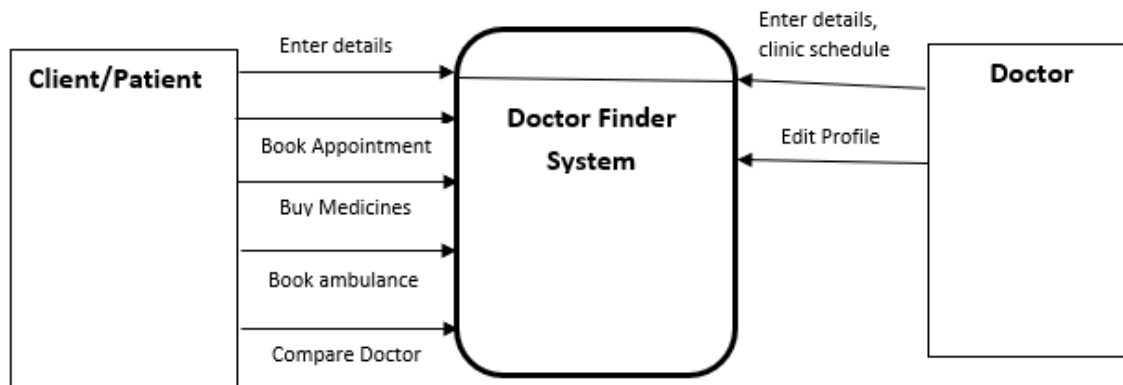 Client/Patient
Enter details
Book Appointment
Buy Medicines
Book ambulance
Compare Doctor
Doctor Finder
System
Enter details,
clinic schedule
Edit Profile
Doctor